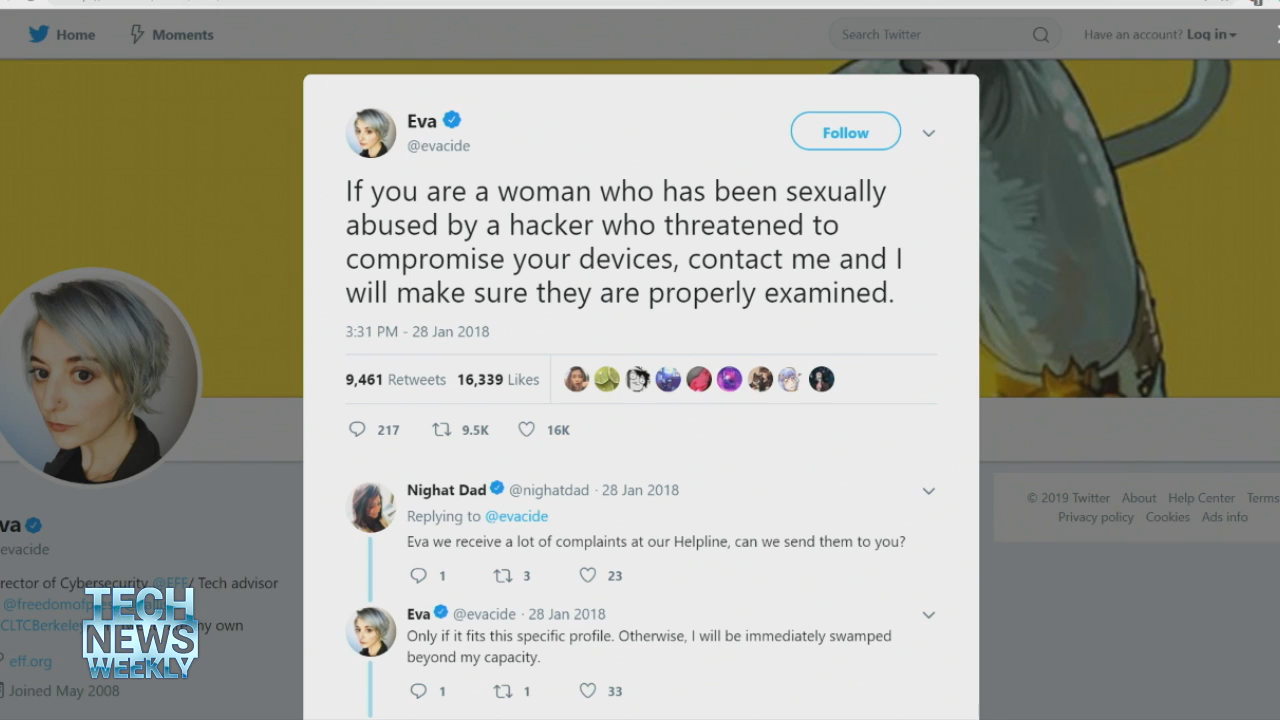 Home
Moments
Search Twitter
Have an account? Log in
Eva
@evacide
Follow
If you are a woman who has been sexually
abused by a hacker who threatened to
compromise your devices, contact me and I
will make sure they are properly examined.
3:31 PM - 28 Jan 2018
9,461 Retweets 16,339 Likes
217 9.5K 16K
Nighat Dad @nighatdad · 28 Jan 2018
Replying to @evacide
Eva we receive a lot of complaints at our Helpline, can we send them to you?
1 3 23
Eva @evacide · 28 Jan 2018
Only if it fits this specific profile. Otherwise, I will be immediately swamped
beyond my capacity.
1 1 33
va
evacide
rector of Cybersecurity @EFF/ Tech advisor
CLTCBerkele
own
eff.org
Joined May 2008
TECH
NEWS
WEEKLY
© 2019 Twitter About Help Center Terms
Privacy policy Cookies Ads info